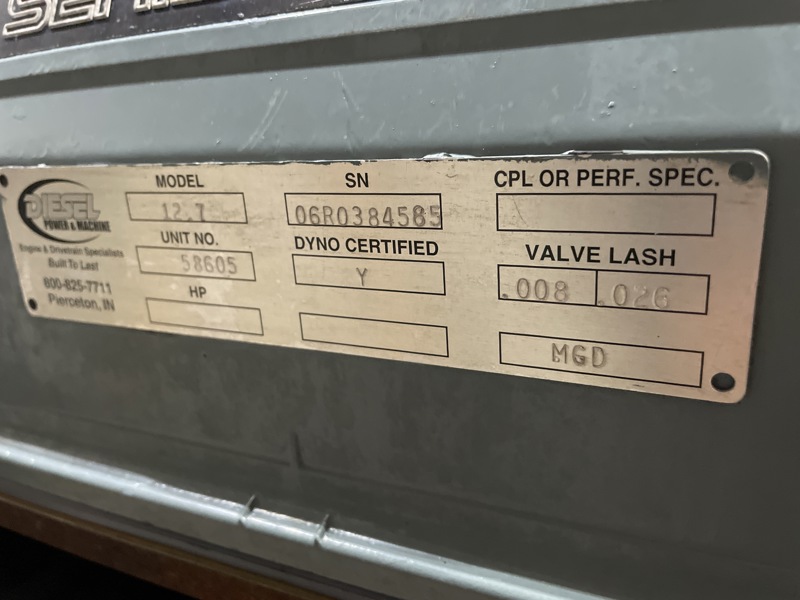 SERIES
DIESEL
POWER & MACHINE
Engine & Drivetrain Specialists
Built To Last
800-825-7711
Pierceton, IN
MODEL
12.7
UNIT NO.
58605
HP
SN
06R0384585
DYNO CERTIFIED
Y
CPL OR PERF. SPEC.
VALVE LASH
.008 .026
MGD